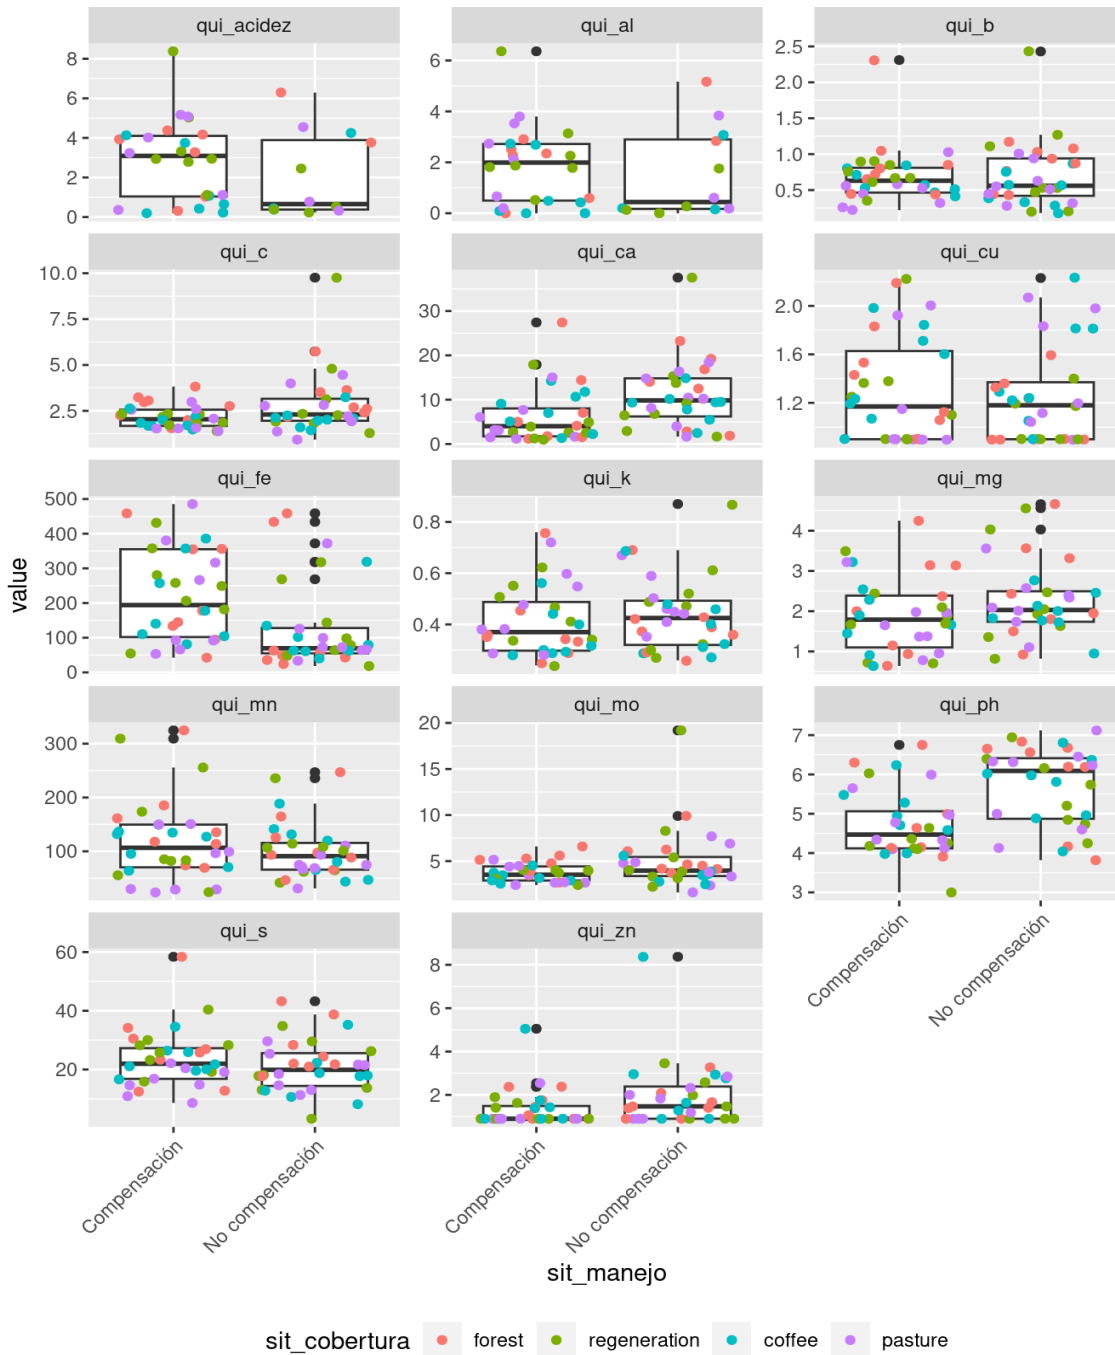 qui_acidez qui_al qui_b
8 6 4 2 0
6 4 2 0
2.5 2.0 1.5 1.0 0.5
qui_c qui_ca qui_cu
10.0 7.5 5.0 2.5
30 20 10 0
2.0 1.6 1.2
qui_fe qui_k qui_mg
500 400 300 200 100 0
0.8 0.6 0.4
4 3 2 1
value
qui_mn qui_mo qui_ph
300 200 100
20 15 10 5
7 6 5 4 3
qui_s qui_zn
60 40 20
8 6 4 2
Compensación No compensación
Compensación No compensación
Compensación No compensación
sit_manejo
sit_cobertura forest regeneration coffee pasture